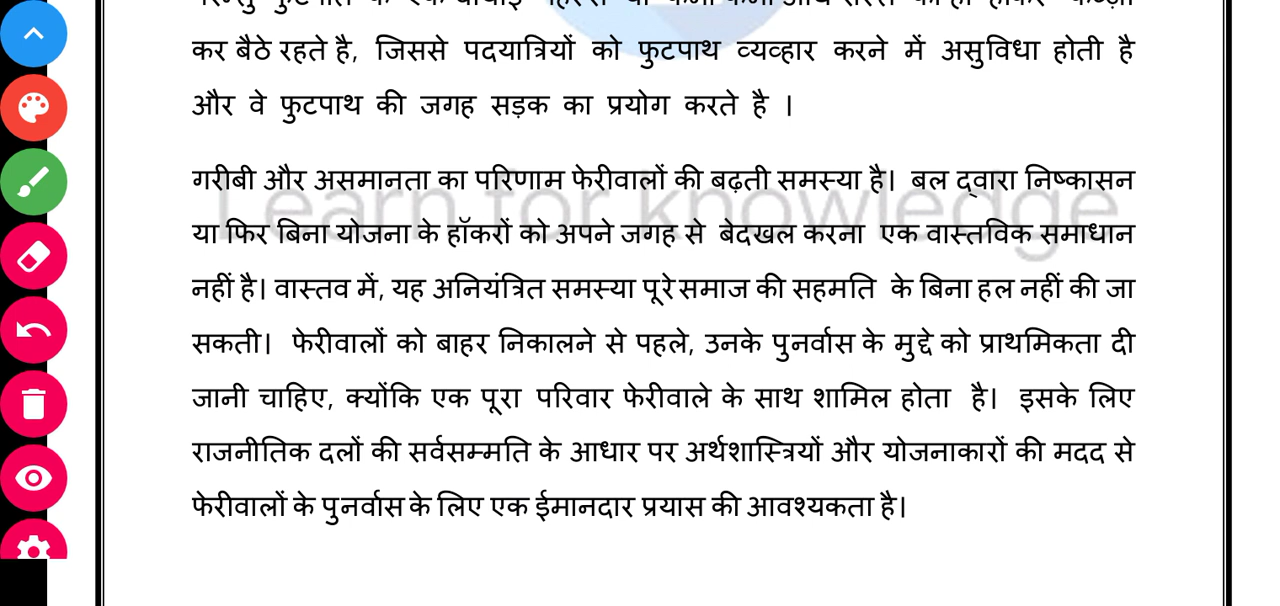 कर बैठे रहते है, जिससे पदयात्रियों को फुटपाथ व्यव्हार करने में असुविधा होती है
और वे फुटपाथ की जगह सड़क का प्रयोग करते है ।
गरीबी और असमानता का परिणाम फेरीवालों की बढ़ती समस्या है। बल द्वारा निष्कासन
Learn for knowledge
या फिर बिना योजना के हॉकरों को अपने जगह से बेदखल करना एक वास्तविक समाधान
नहीं है। वास्तव में, यह अनियंत्रित समस्या पूरे समाज की सहमति के बिना हल नहीं की जा
सकती। फेरीवालों को बाहर निकालने से पहले, उनके पुनर्वास के मुद्दे को प्राथमिकता दी
जानी चाहिए, क्योंकि एक पूरा परिवार फेरीवाले के साथ शामिल होता है। इसके लिए
राजनीतिक दलों की सर्वसम्मति के आधार पर अर्थशास्त्रियों और योजनाकारों की मदद से
फेरीवालों के पुनर्वास के लिए एक ईमानदार प्रयास की आवश्यकता है।